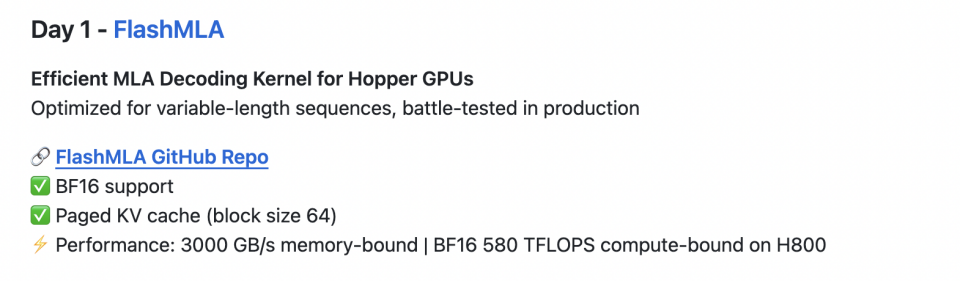 Day 1 - FlashMLA
Efficient MLA Decoding Kernel for Hopper GPUs
Optimized for variable-length sequences, battle-tested in production
🔗 FlashMLA GitHub Repo
✅ BF16 support
✅ Paged KV cache (block size 64)
⚡ Performance: 3000 GB/s memory-bound | BF16 580 TFLOPS compute-bound on H800